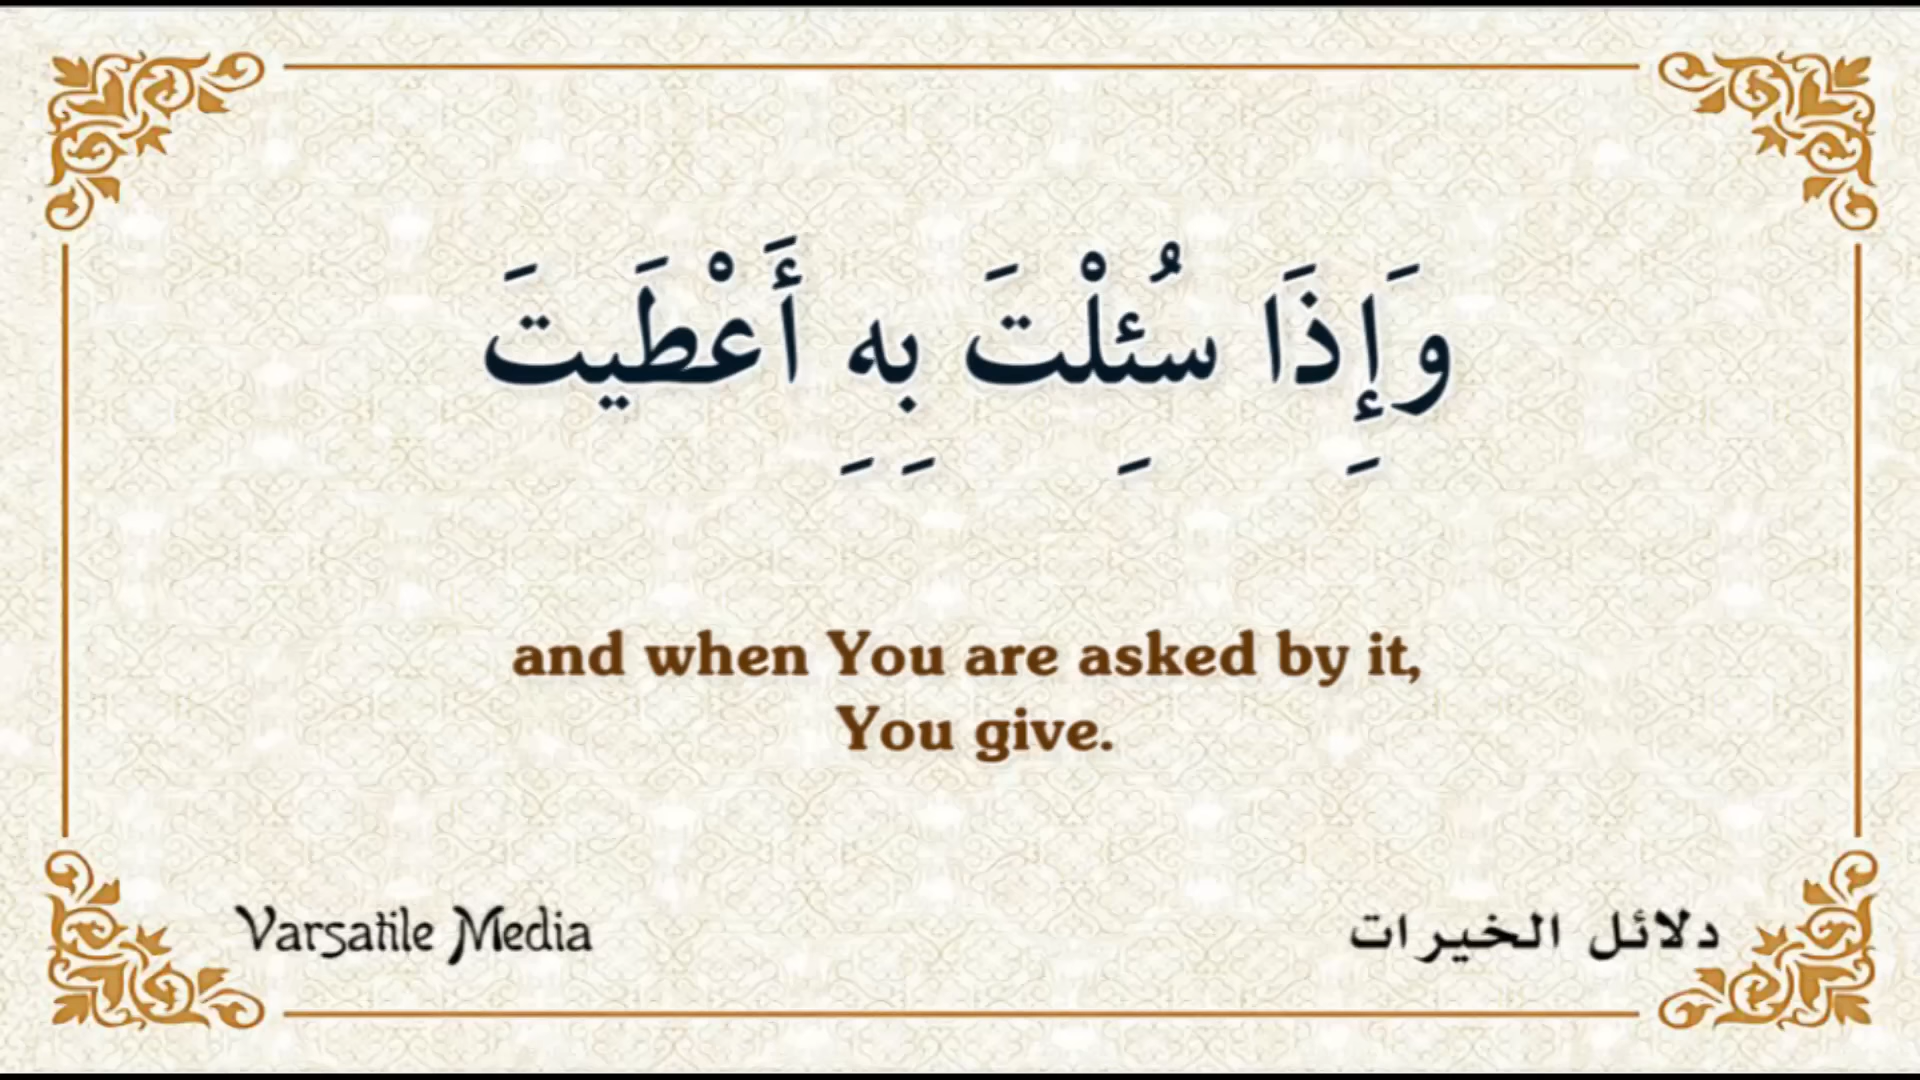 وَإِذَا سُئِلْتَ بِهِ أَعْطَيتَ
and when You are asked by it,
You give.
Varsatile Media
دلائل الخيرات